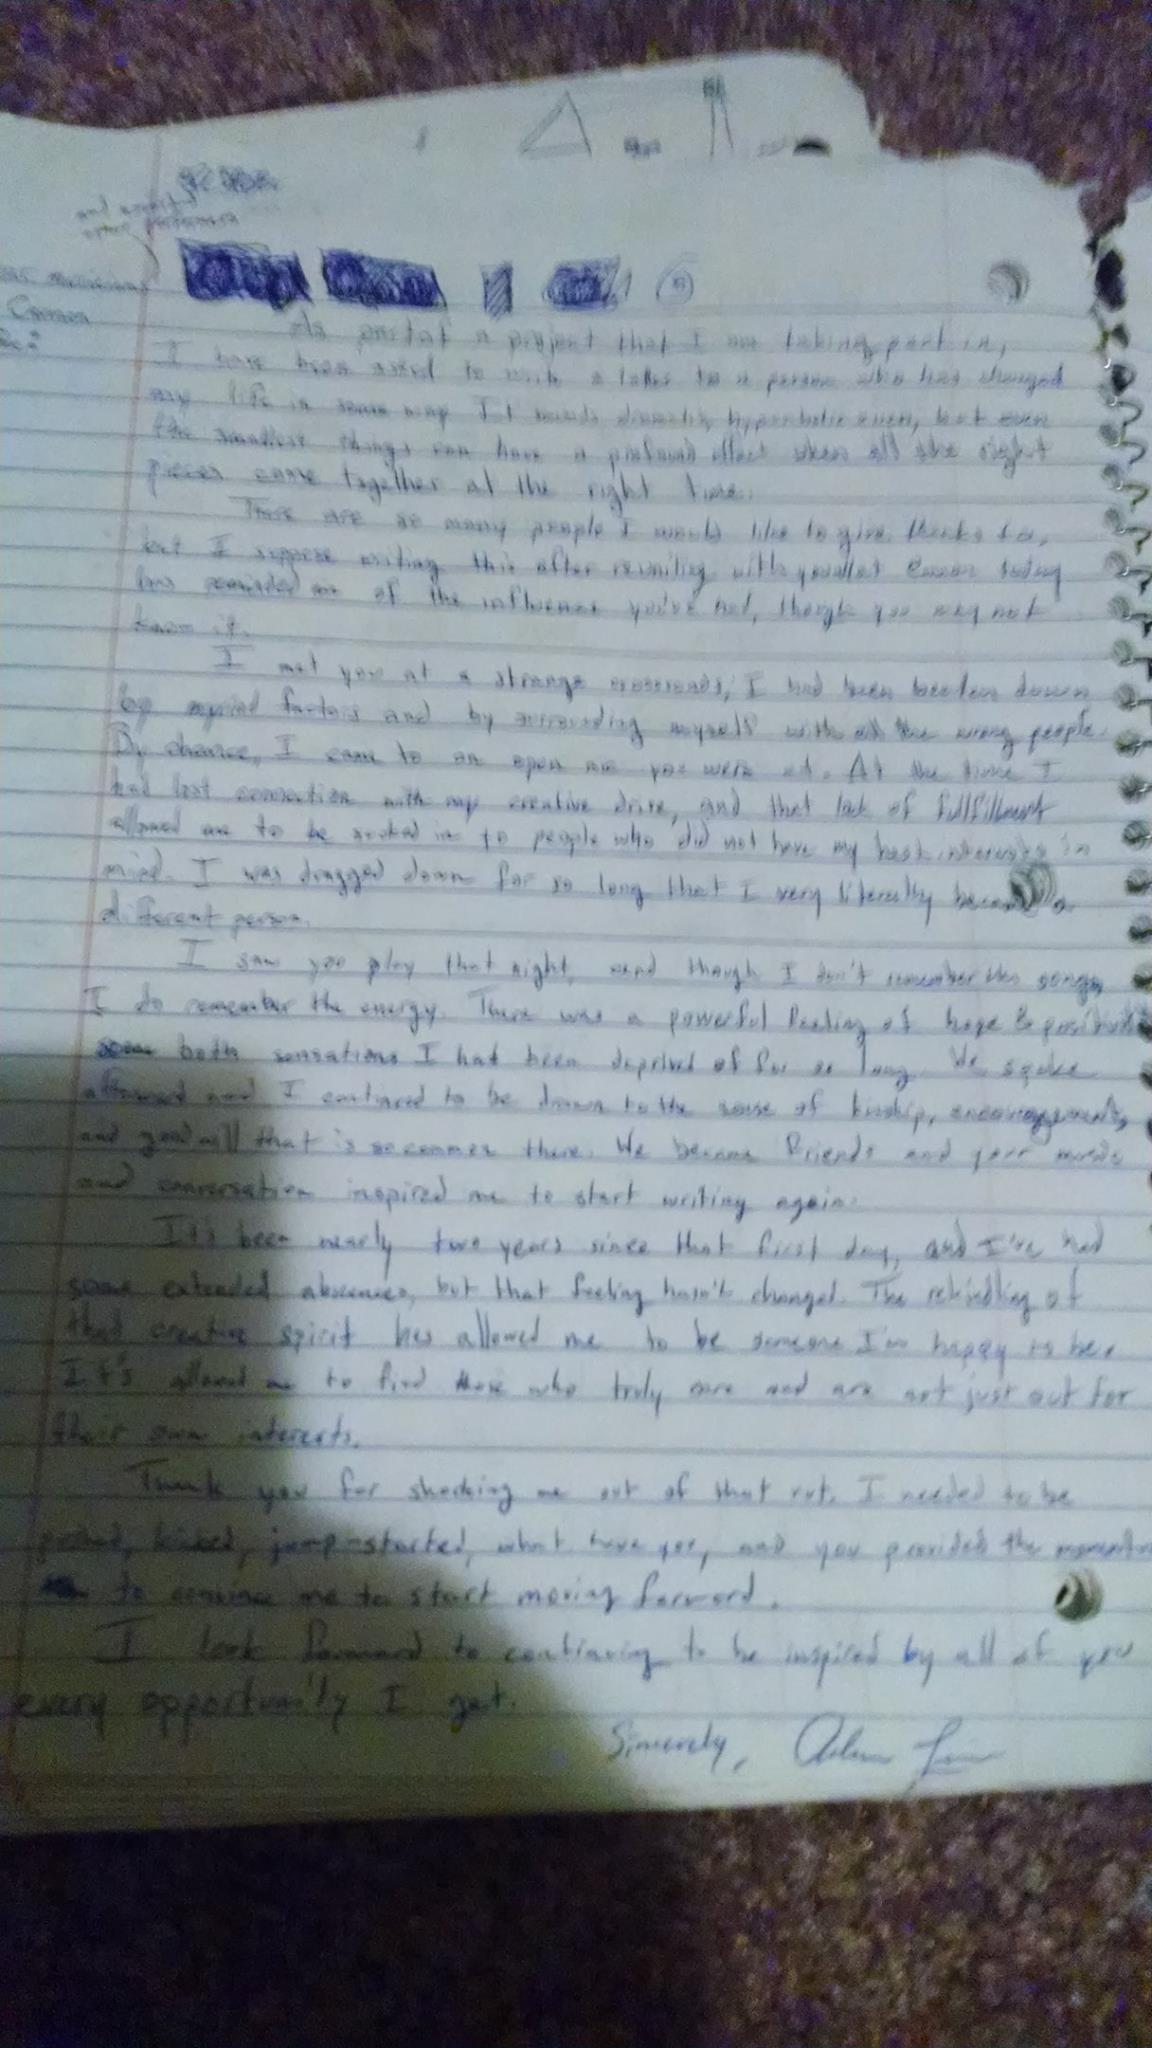 and assorted
other performers
musicians
Cannon
As part of a project that I am taking part in,
I have been asked to write a letter to a person who has changed
my life in some way. It sounds dramatic, hyperbolic even, but even
the smallest things can have a profound effect when all the right
pieces come together at the right time.
There are so many people I would like to give thanks to,
but I suppose writing this after reuniting with you all at today
has reminded me of the influence you've had, though you may not
know it.
I met you at a strange crossroads; I had been beaten down
by myriad factors and by surrounding myself with all the wrong people.
By chance, I came to an open mic you were at. At the time I
had lost connection with my creative drive, and that lack of fulfillment
allowed me to be sucked in to people who did not have my best interests in
mind. I was dragged down for so long that I very literally became a
different person.
I saw you play that night, and though I don't remember the songs,
I do remember the energy. There was a powerful feeling of hope & positivity
both sensations I had been deprived of for so long. We spoke
afterward and I continued to be drawn to the sense of kinship, encouragement,
and goodwill that is so common there. We became friends and your music
and conversation inspired me to start writing again.
It's been nearly two years since that first day, and I've had
some extended absences, but that feeling hasn't changed. The rekindling of
that creative spirit has allowed me to be someone I'm happy to be.
It's allowed me to find those who truly care and are not just out for
their own interests.
Thank you for shocking me out of that rut. I needed to be
pushed, kicked, jump-started, what have you, and you provided the momentum
to convince me to start moving forward.
I look forward to continuing to be inspired by all of you
every opportunity I get.
Sincerely,